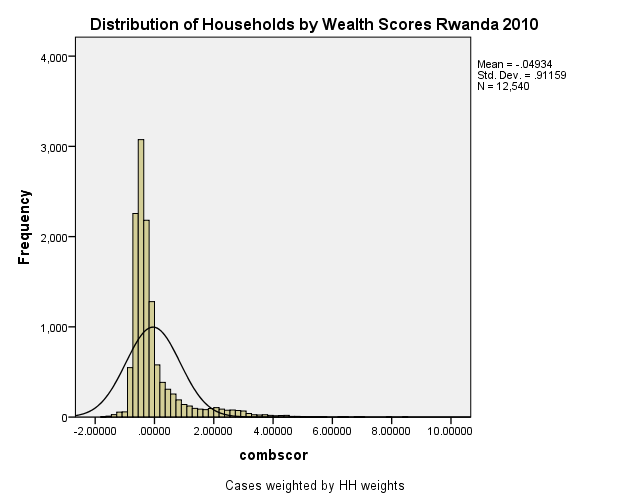 Distribution of Households by Wealth Scores Rwanda 2010
Mean = -.04934
Std. Dev. = .91159
N = 12,540
4,000
3,000
2,000
1,000
0
Frequency
-2.00000 .00000 2.00000 4.00000 6.00000 8.00000 10.00000
combscor
Cases weighted by HH weights